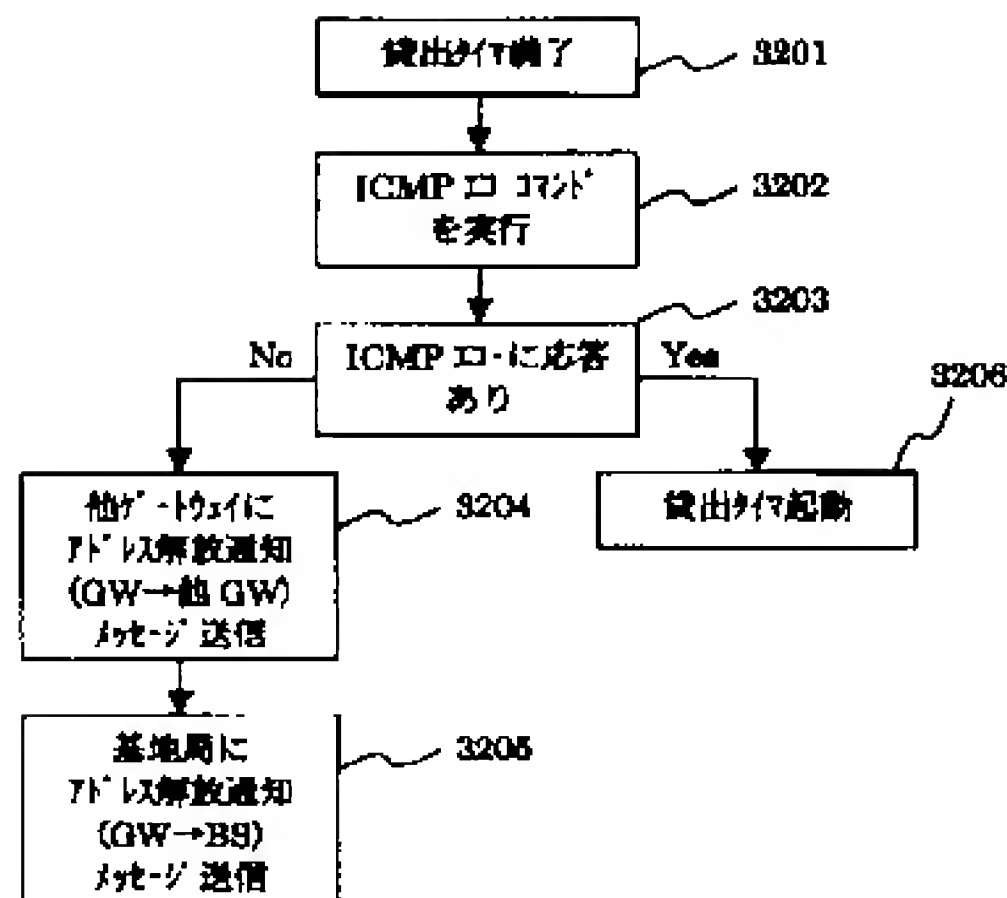 貸出タイマ満了
3201
ICMP エコーコマンド
を実行
3202
3203
ICMP エコーに応答
あり
No
Yes
3206
他ゲートウェイに
アドレス解放通知
(GW→他 GW)
メッセージ送信
3204
貸出タイマ起動
基地局に
アドレス解放通知
(GW→BS)
メッセージ送信
3205